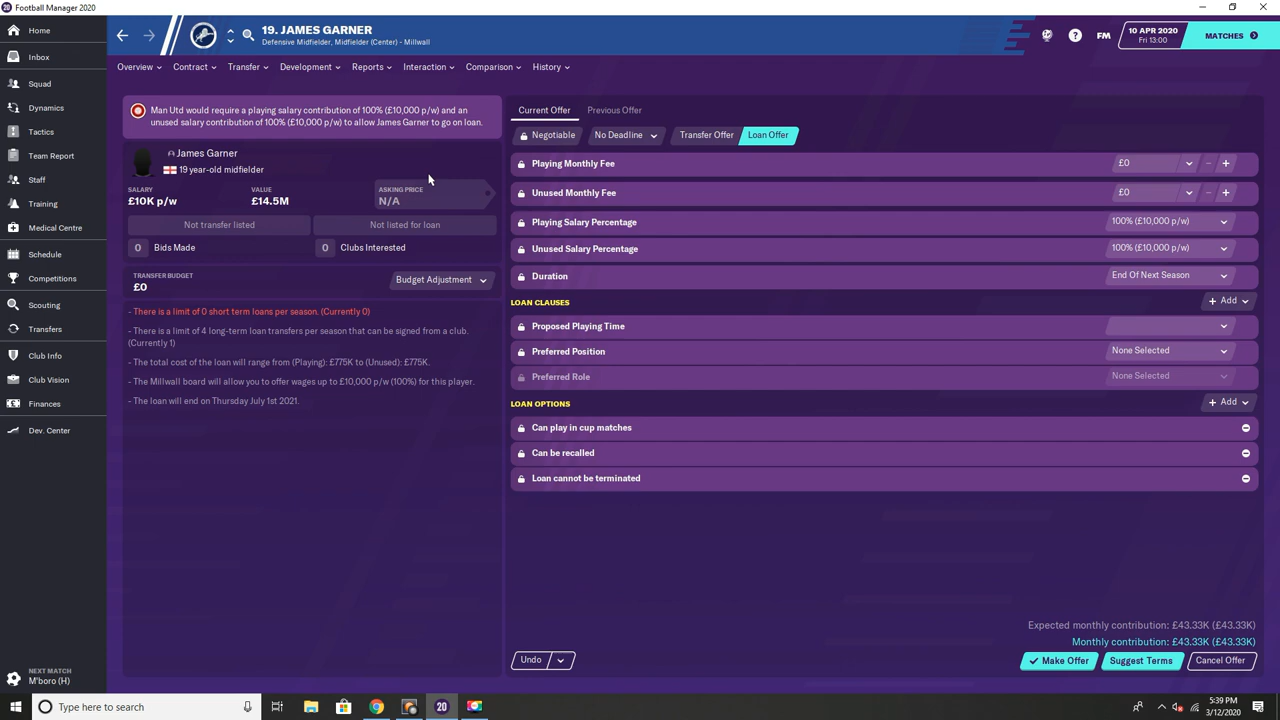 20 Football Manager 2020
Home
Inbox
Squad
Dynamics
Tactics
Team Report
Staff
Training
Medical Centre
Schedule
Competitions
Scouting
Transfers
Club Info
Club Vision
Finances
Dev. Center
NEXT MATCH
M'boro (H)
19. JAMES GARNER
Defensive Midfielder, Midfielder (Center) - Millwall
FM
10 APR 2020
Fri 13:00
MATCHES
Overview
Contract
Transfer
Development
Reports
Interaction
Comparison
History
Man Utd would require a playing salary contribution of 100% (£10,000 p/w) and an
unused salary contribution of 100% (£10,000 p/w) to allow James Garner to go on loan.
James Garner
19 year-old midfielder
SALARY
£10K p/w
VALUE
£14.5M
ASKING PRICE
N/A
Not transfer listed
Not listed for loan
0 Bids Made
0 Clubs Interested
TRANSFER BUDGET
£0
Budget Adjustment
- There is a limit of 0 short term loans per season. (Currently 0)
- There is a limit of 4 long-term loan transfers per season that can be signed from a club.
(Currently 1)
- The total cost of the loan will range from (Playing): £775K to (Unused): £775K.
- The Millwall board will allow you to offer wages up to £10,000 p/w (100%) for this player.
- The loan will end on Thursday July 1st 2021.
Current Offer
Previous Offer
Negotiable
No Deadline
Transfer Offer
Loan Offer
Playing Monthly Fee £0
Unused Monthly Fee £0
Playing Salary Percentage 100% (£10,000 p/w)
Unused Salary Percentage 100% (£10,000 p/w)
Duration End Of Next Season
LOAN CLAUSES + Add
Proposed Playing Time
Preferred Position None Selected
Preferred Role None Selected
LOAN OPTIONS + Add
Can play in cup matches
Can be recalled
Loan cannot be terminated
Expected monthly contribution: £43.33K (£43.33K)
Monthly contribution: £43.33K (£43.33K)
Undo
Make Offer
Suggest Terms
Cancel Offer
Type here to search
20
5:39 PM
3/12/2020